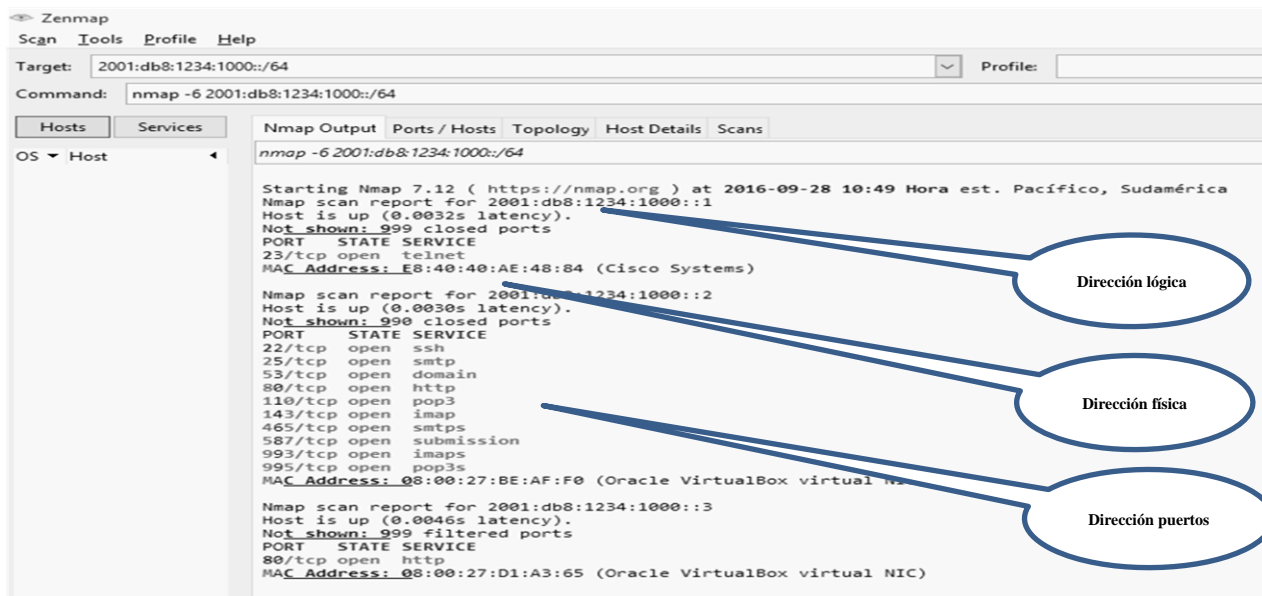 Zenmap
Scan Tools Profile Help
Target: 2001:db8:1234:1000::/64 Profile:
Command: nmap -6 2001:db8:1234:1000::/64
Hosts Services Nmap Output Ports / Hosts Topology Host Details Scans
OS Host nmap -6 2001:db8:1234:1000::/64
Starting Nmap 7.12 ( https://nmap.org ) at 2016-09-28 10:49 Hora est. Pacífico, Sudamérica
Nmap scan report for 2001:db8:1234:1000::1
Host is up (0.0032s latency).
Not shown: 999 closed ports
PORT STATE SERVICE
23/tcp open telnet
MAC Address: E8:40:40:AE:48:84 (Cisco Systems)
Dirección lógica
Nmap scan report for 2001:db8:1234:1000::2
Host is up (0.0030s latency).
Not shown: 990 closed ports
PORT STATE SERVICE
22/tcp open ssh
25/tcp open smtp
53/tcp open domain
80/tcp open http
110/tcp open pop3
143/tcp open imap
465/tcp open smtps
587/tcp open submission
993/tcp open imaps
995/tcp open pop3s
MAC Address: 08:00:27:BE:AF:F0 (Oracle VirtualBox virtual
Dirección física
Nmap scan report for 2001:db8:1234:1000::3
Host is up (0.0046s latency).
Not shown: 999 filtered ports
PORT STATE SERVICE
80/tcp open http
MAC Address: 08:00:27:D1:A3:65 (Oracle VirtualBox virtual NIC)
Dirección puertos